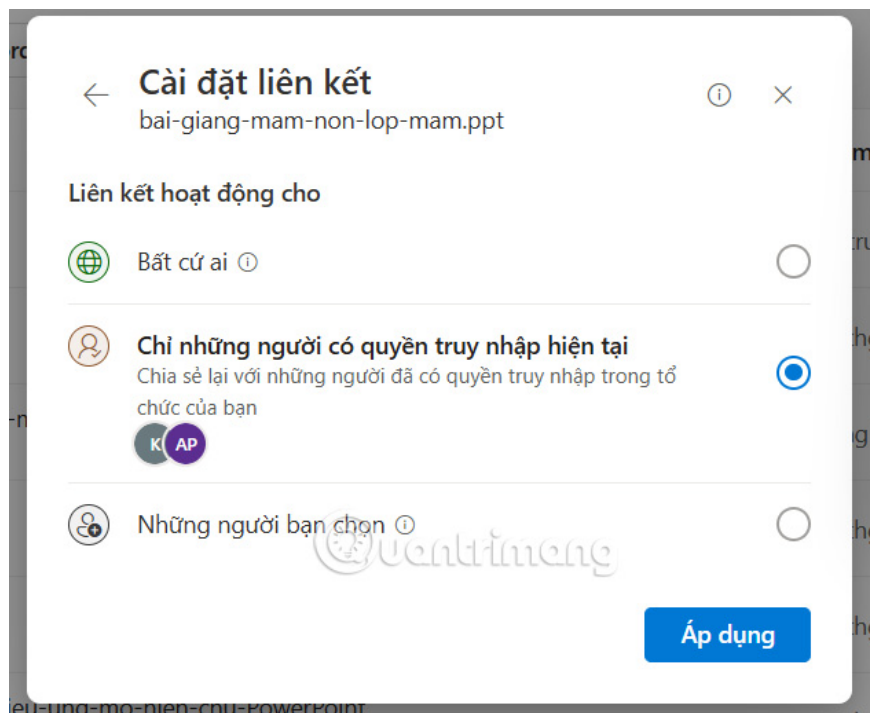 Cài đặt liên kết
bai-giang-mam-non-lop-mam.ppt
Liên kết hoạt động cho
Bất cứ ai
Chỉ những người có quyền truy nhập hiện tại
Chia sẻ lại với những người đã có quyền truy nhập trong tổ
chức của bạn
K AP
Những người bạn chọn
Quantrimang
Áp dụng